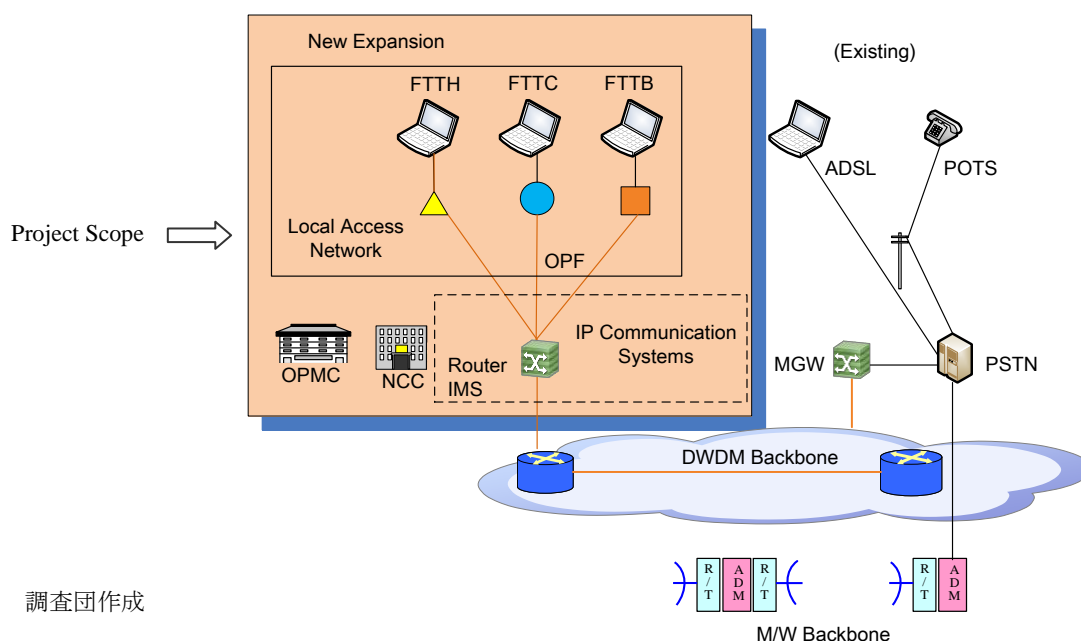 New Expansion
(Existing)
FTTH
FTTC
FTTB
ADSL
POTS
Project Scope
Local Access
Network
OPF
IP Communication
Systems
OPMC
NCC
Router
IMS
MGW
PSTN
DWDM Backbone
R/T
ADM
R/T
R/T
ADM
調査団作成
M/W Backbone